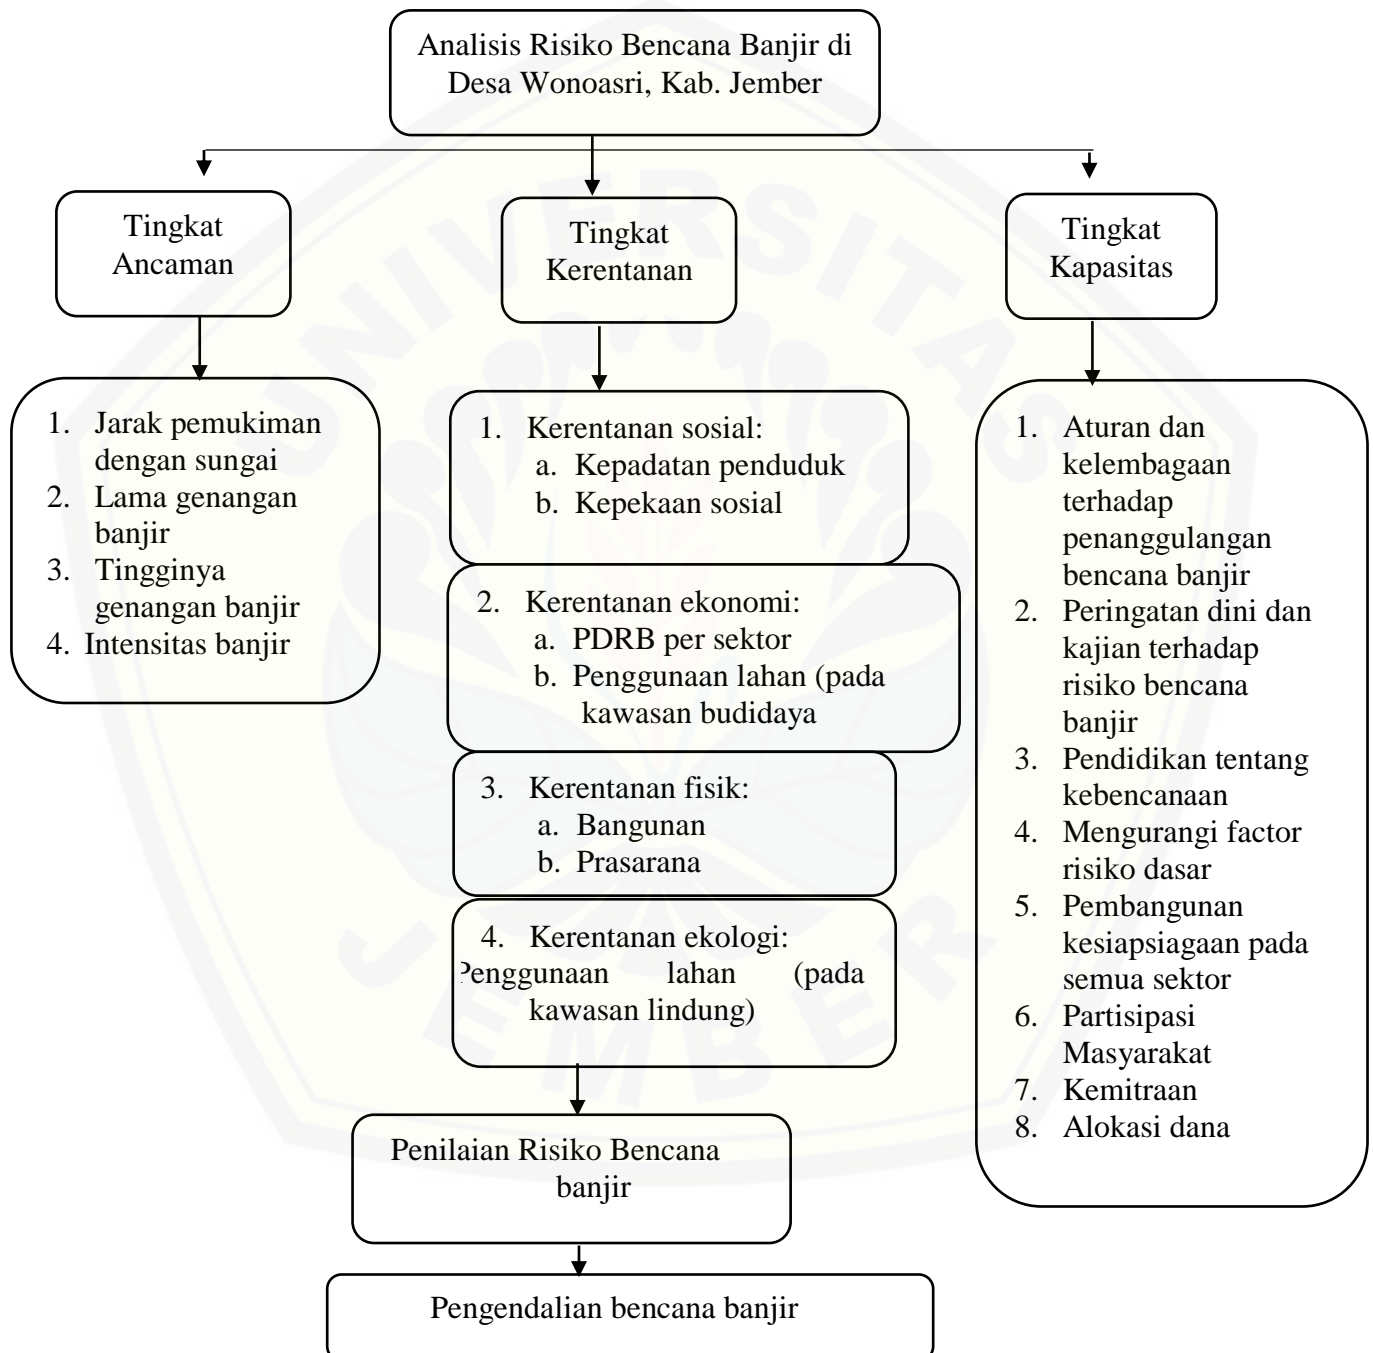 Analisis Risiko Bencana Banjir di
Desa Wonoasri, Kab. Jember
Tingkat
Ancaman
Tingkat
Kerentanan
Tingkat
Kapasitas
1. Jarak pemukiman
dengan sungai
2. Lama genangan
banjir
3. Tingginya
genangan banjir
4. Intensitas banjir
1. Kerentanan sosial:
a. Kepadatan penduduk
b. Kepekaan sosial
2. Kerentanan ekonomi:
a. PDRB per sektor
b. Penggunaan lahan (pada
kawasan budidaya
3. Kerentanan fisik:
a. Bangunan
b. Prasarana
4. Kerentanan ekologi:
Penggunaan lahan (pada
kawasan lindung)
1. Aturan dan
kelembagaan
terhadap
penanggulangan
bencana banjir
2. Peringatan dini dan
kajian terhadap
risiko bencana
banjir
3. Pendidikan tentang
kebencanaan
4. Mengurangi factor
risiko dasar
5. Pembangunan
kesiapsiagaan pada
semua sektor
6. Partisipasi
Masyarakat
7. Kemitraan
8. Alokasi dana
Penilaian Risiko Bencana
banjir
Pengendalian bencana banjir
UNIVERSITAS
JEMBER